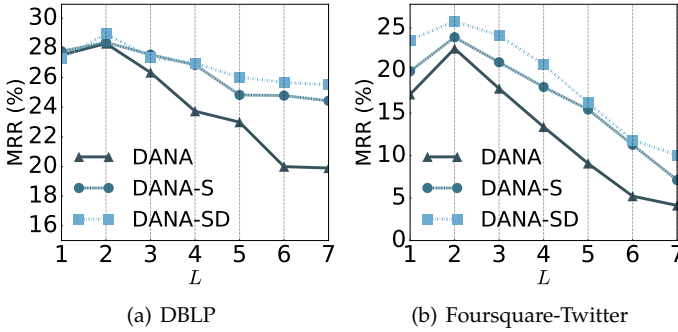 30
28
26
24
22
20
18
16
MRR (%)
DANA
DANA-S
DANA-SD
1 2 3 4 5 6 7
L
(a) DBLP
25
20
15
10
5
0
MRR (%)
DANA
DANA-S
DANA-SD
1 2 3 4 5 6 7
L
(b) Foursquare-Twitter